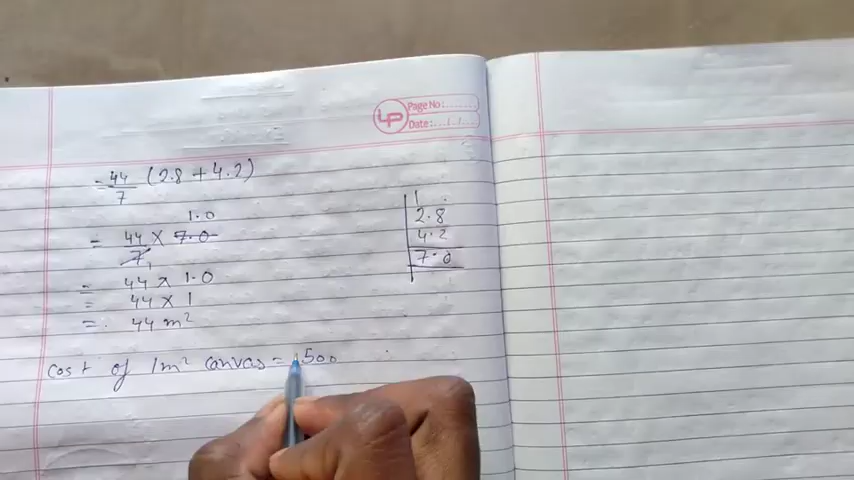 LP Page No:.......
Date: .../.../....
= 44/7 (2.8 + 4.2)
1.0
= 44/7 × 7.0
1
= 44 × 1.0
= 44 × 1
= 44 m²
1
2.8
4.2
7.0
cost of 1m² canvas = 500